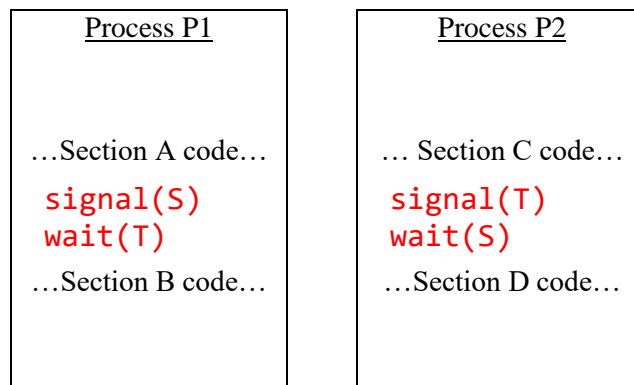 Process P1
…Section A code…
signal(S)
wait(T)
…Section B code…
Process P2
… Section C code…
signal(T)
wait(S)
…Section D code…